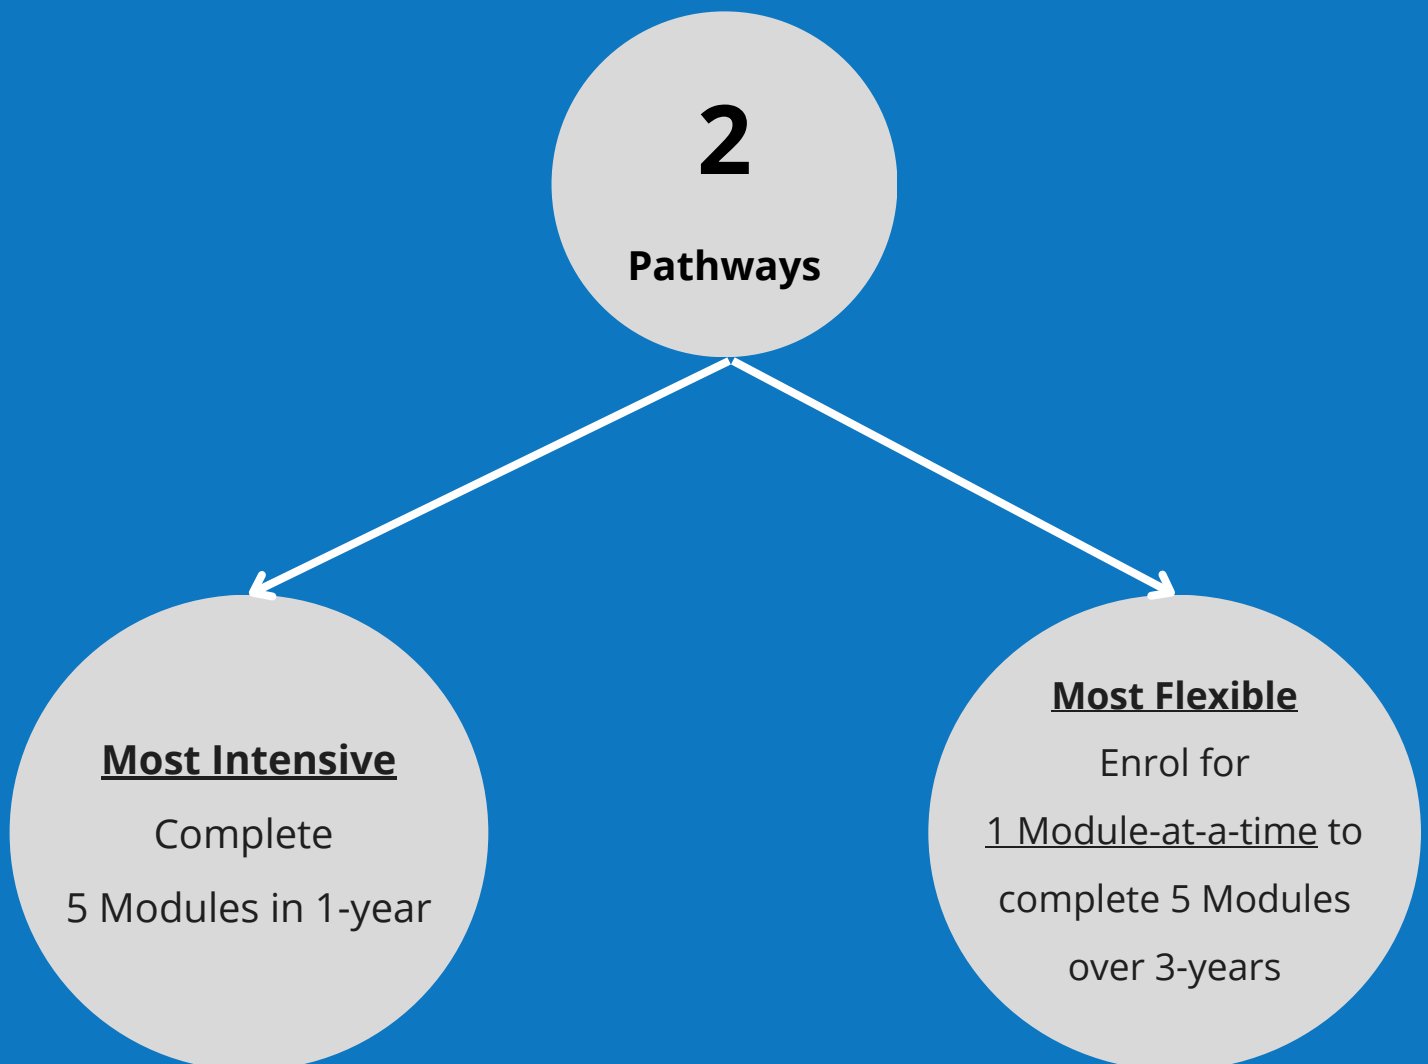 2
Pathways
Most Intensive
Complete
5 Modules in 1-year
Most Flexible
Enrol for
1 Module-at-a-time to
complete 5 Modules
over 3-years